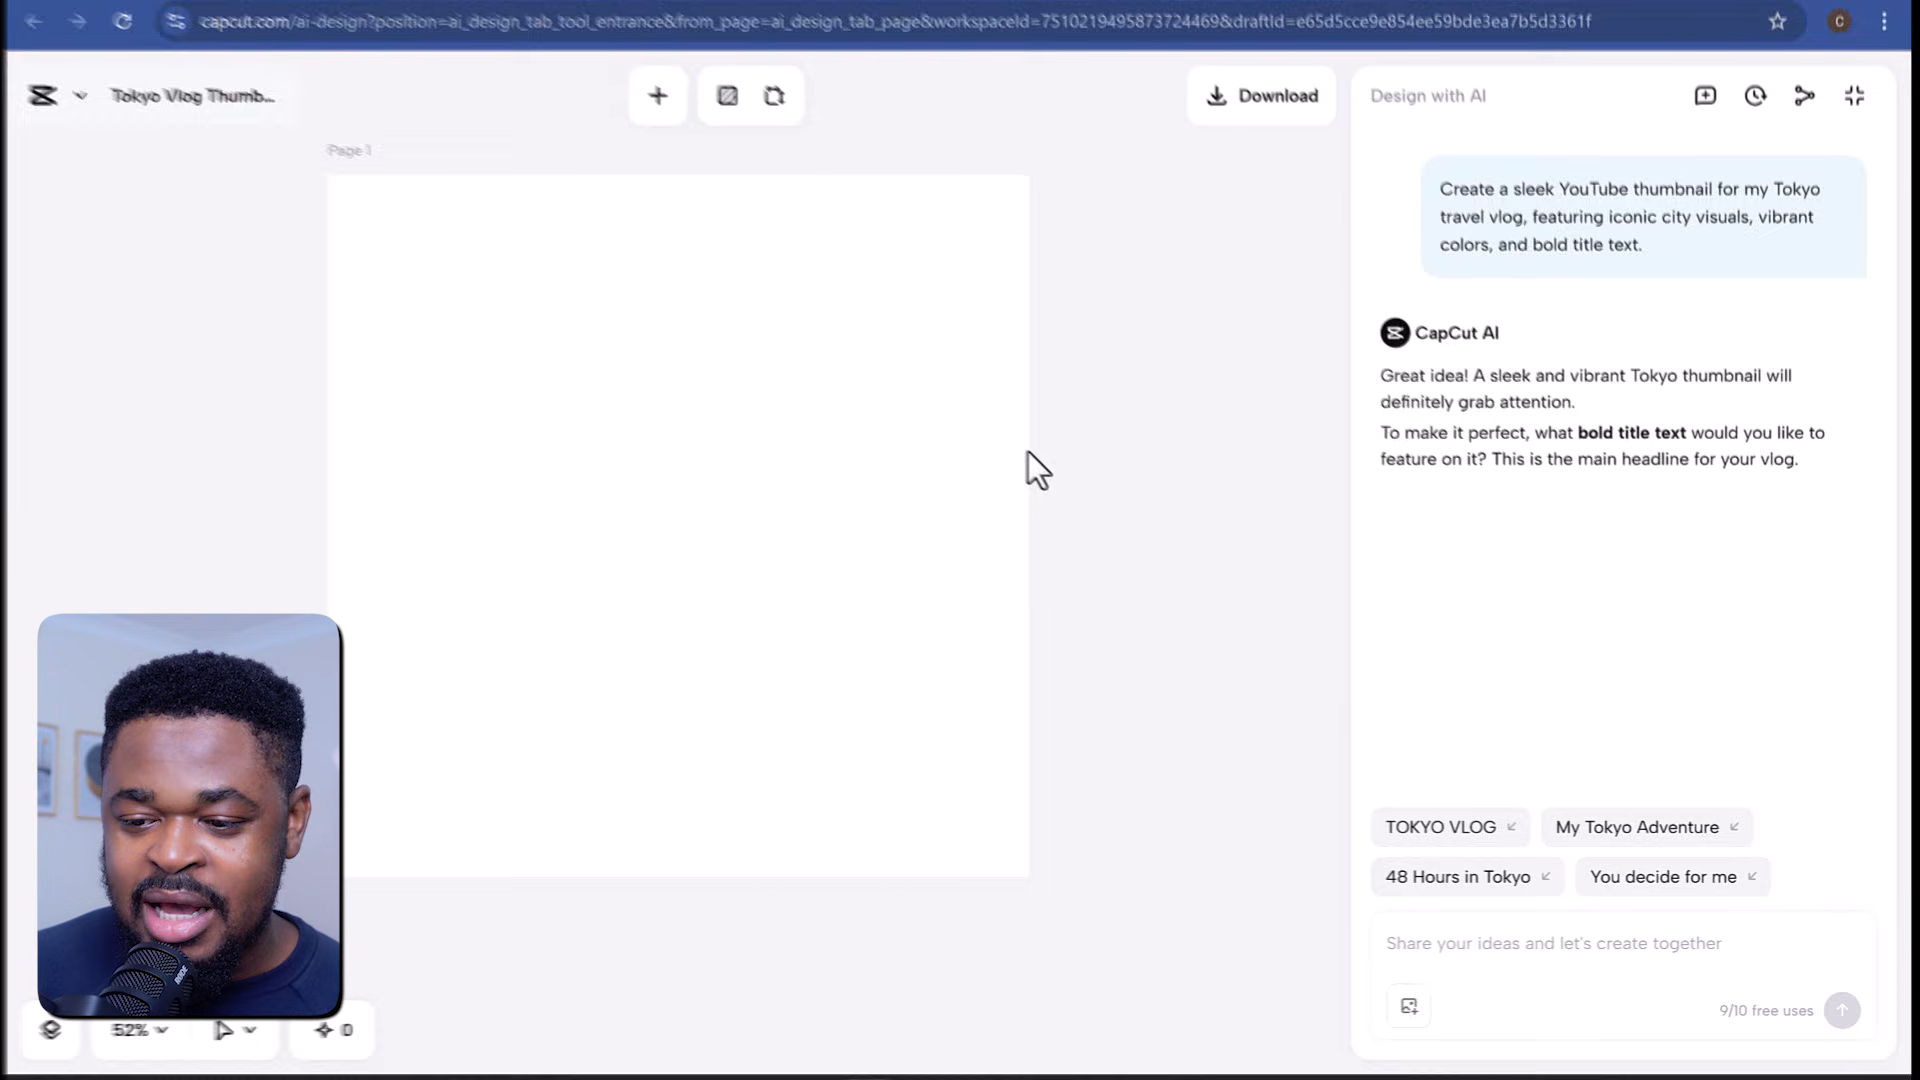 capcut.com/ai-design?position=ai_design_tab_tool_entrance&from_page=ai_design_tab_page&workspaceId=7510219495873724469&draftId=e65d5cce9e854ee59bde3ea7b5d3361f
C
Tokyo Vlog Thumb...
Download
Design with AI
Page 1
Create a sleek YouTube thumbnail for my Tokyo
travel vlog, featuring iconic city visuals, vibrant
colors, and bold title text.
CapCut AI
Great idea! A sleek and vibrant Tokyo thumbnail will
definitely grab attention.
To make it perfect, what bold title text would you like to
feature on it? This is the main headline for your vlog.
TOKYO VLOG
My Tokyo Adventure
48 Hours in Tokyo
You decide for me
Share your ideas and let's create together
9/10 free uses
RODE
52%
0